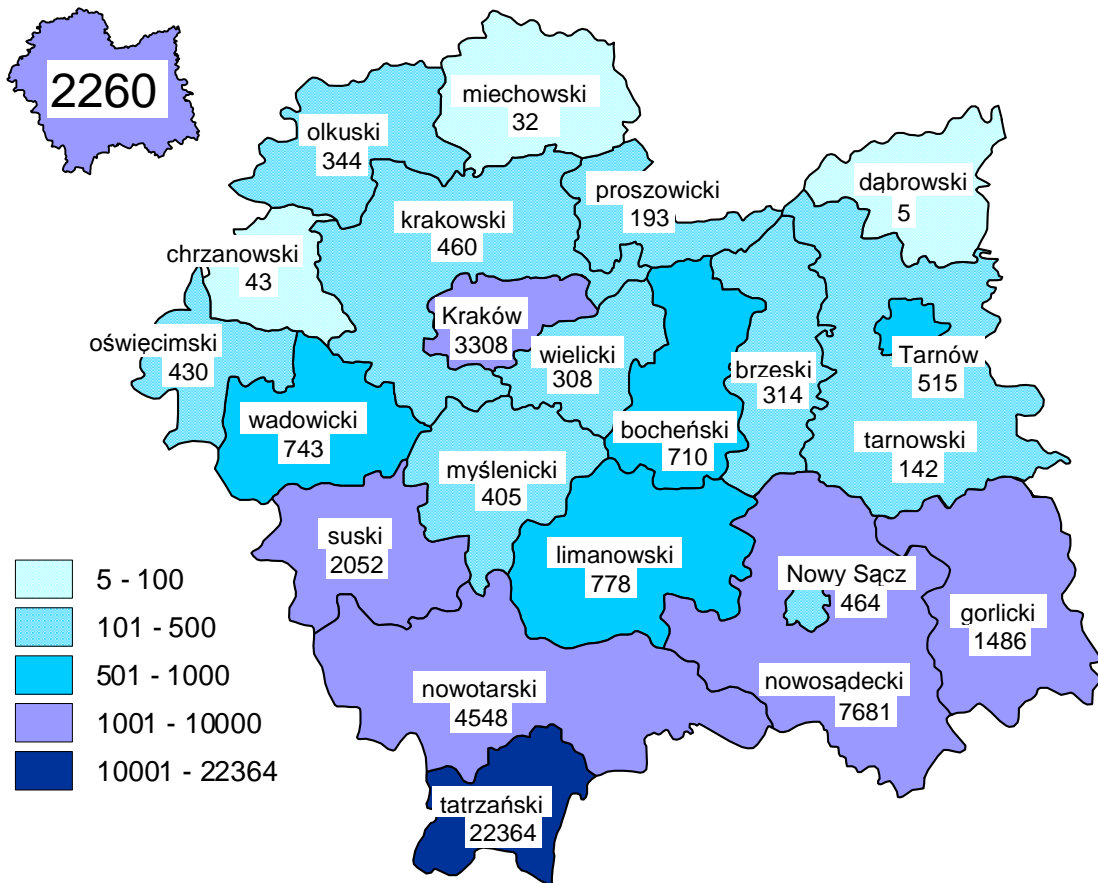 2260
miechowski
32
olkuski
344
dąbrowski
5
proszowicki
193
krakowski
460
chrzanowski
43
Kraków
3308
oświęcimski
430
wielicki
308
brzeski
314
Tarnów
515
wadowicki
743
bocheński
710
tarnowski
142
myślenicki
405
suski
2052
limanowski
778
Nowy Sącz
464
gorlicki
1486
nowotarski
4548
nowosądecki
7681
tatrzański
22364
5 - 100
101 - 500
501 - 1000
1001 - 10000
10001 - 22364